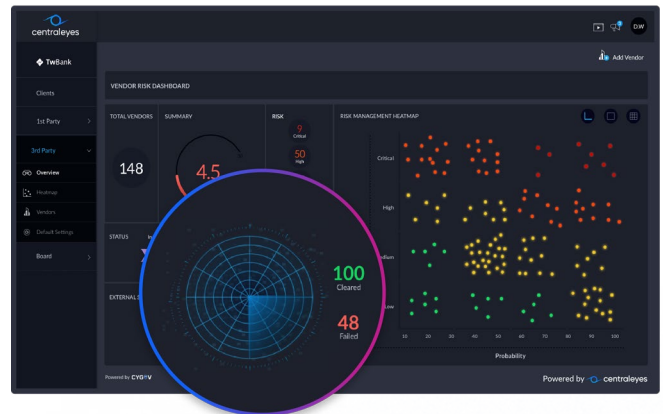 centraleyes
DW
TwBank
Add Vendor
Clients
VENDOR RISK DASHBOARD
1st Party
TOTAL VENDORS
SUMMARY
RISK
RISK MANAGEMENT HEATMAP
9
Critical
3rd Party
50
High
Critical
Overview
148
4.5
Heatmap
Vendors
High
Default Settings
STATUS
Board
100
Cleared
EXTERNAL
48
Failed
Low
10 20 30 40 50 60 70 80 90 100
Probability
Powered by CYGOV
Powered by centraleyes